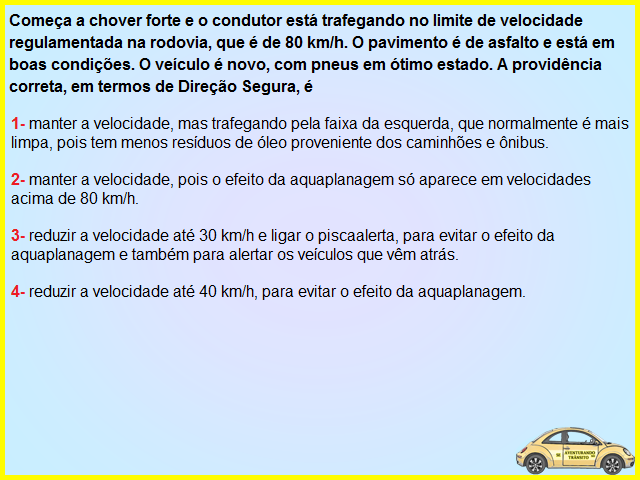 Começa a chover forte e o condutor está trafegando no limite de velocidade
regulamentada na rodovia, que é de 80 km/h. O pavimento é de asfalto e está em
boas condições. O veículo é novo, com pneus em ótimo estado. A providência
correta, em termos de Direção Segura, é
1- manter a velocidade, mas trafegando pela faixa da esquerda, que normalmente é mais
limpa, pois tem menos resíduos de óleo proveniente dos caminhões e ônibus.
2- manter a velocidade, pois o efeito da aquaplanagem só aparece em velocidades
acima de 80 km/h.
3- reduzir a velocidade até 30 km/h e ligar o piscaalerta, para evitar o efeito da
aquaplanagem e também para alertar os veículos que vêm atrás.
4- reduzir a velocidade até 40 km/h, para evitar o efeito da aquaplanagem.
AVENTURANDO
TRÂNSITO